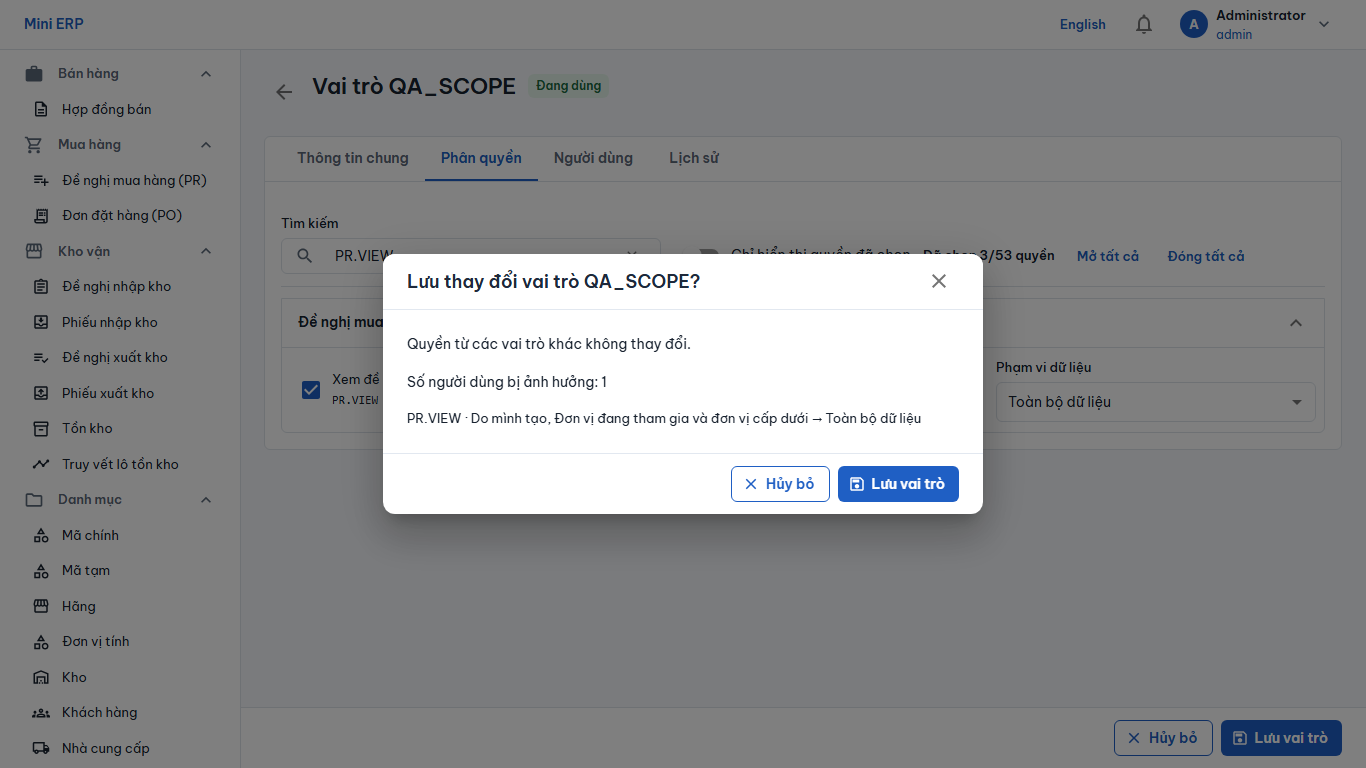 Mini ERP
English
A
Administrator
admin
Bán hàng
Hợp đồng bán
Mua hàng
Đề nghị mua hàng (PR)
Đơn đặt hàng (PO)
Kho vận
Đề nghị nhập kho
Phiếu nhập kho
Đề nghị xuất kho
Phiếu xuất kho
Tồn kho
Truy vết lô tồn kho
Danh mục
Mã chính
Mã tạm
Hãng
Đơn vị tính
Kho
Khách hàng
Nhà cung cấp
Vai trò QA_SCOPE
Đang dùng
Thông tin chung
Phân quyền
Người dùng
Lịch sử
Tìm kiếm
PR.VIEW
Chỉ hiển thị quyền đã chọn
Đã chọn 3/53 quyền
Mở tất cả
Đóng tất cả
Đề nghị mua
Xem đề
PR.VIEW
Phạm vi dữ liệu
Toàn bộ dữ liệu
Lưu thay đổi vai trò QA_SCOPE?
Quyền từ các vai trò khác không thay đổi.
Số người dùng bị ảnh hưởng: 1
PR.VIEW · Do mình tạo, Đơn vị đang tham gia và đơn vị cấp dưới → Toàn bộ dữ liệu
Hủy bỏ
Lưu vai trò
Hủy bỏ
Lưu vai trò